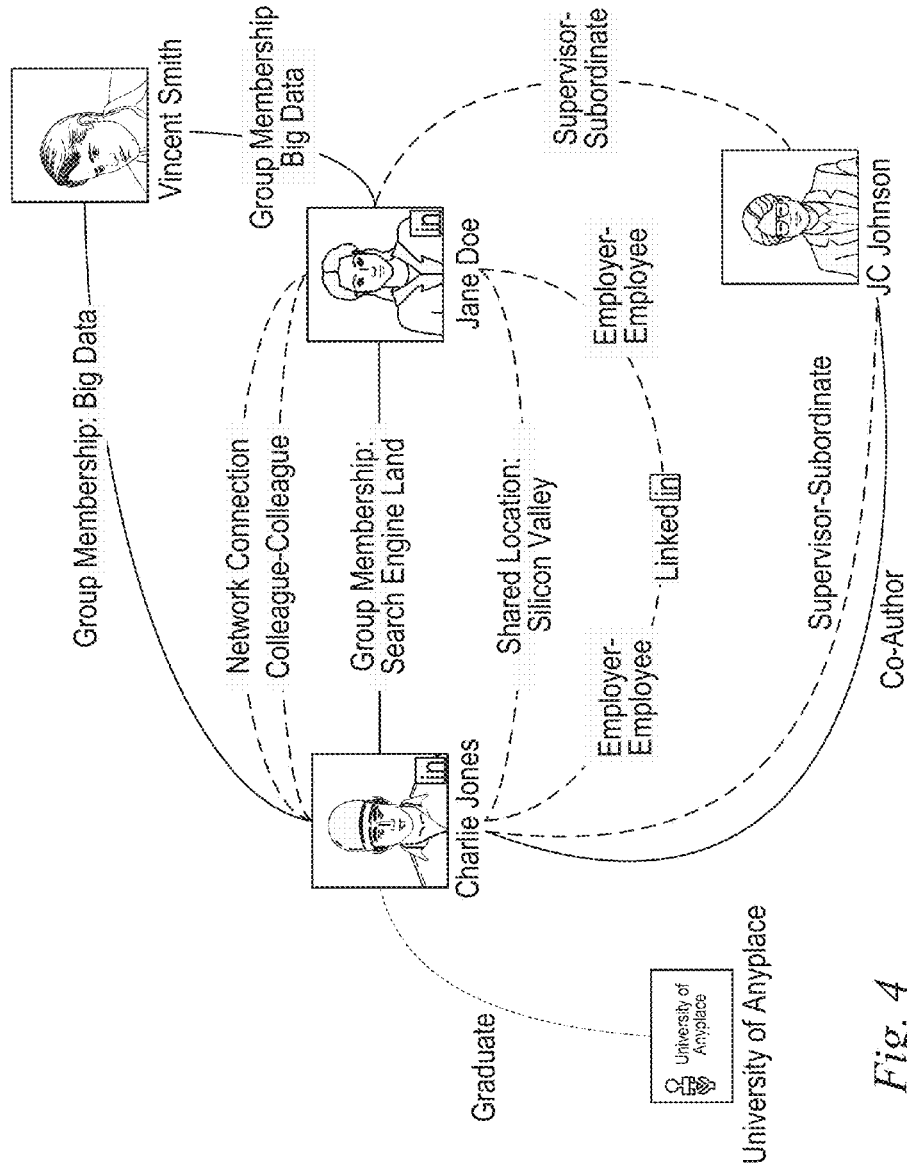 Vincent Smith
Group Membership: Big Data
Group Membership
Big Data
Network Connection
Colleague-Colleague
in
Charlie Jones
Group Membership:
Search Engine Land
in
Jane Doe
Shared Location:
Silicon Valley
Employer-
Employee
Employer-
Employee
Linked in
Supervisor-
Subordinate
JC Johnson
Supervisor-Subordinate
Co-Author
Graduate
University of
Anyplace
University of Anyplace
Fig. 4